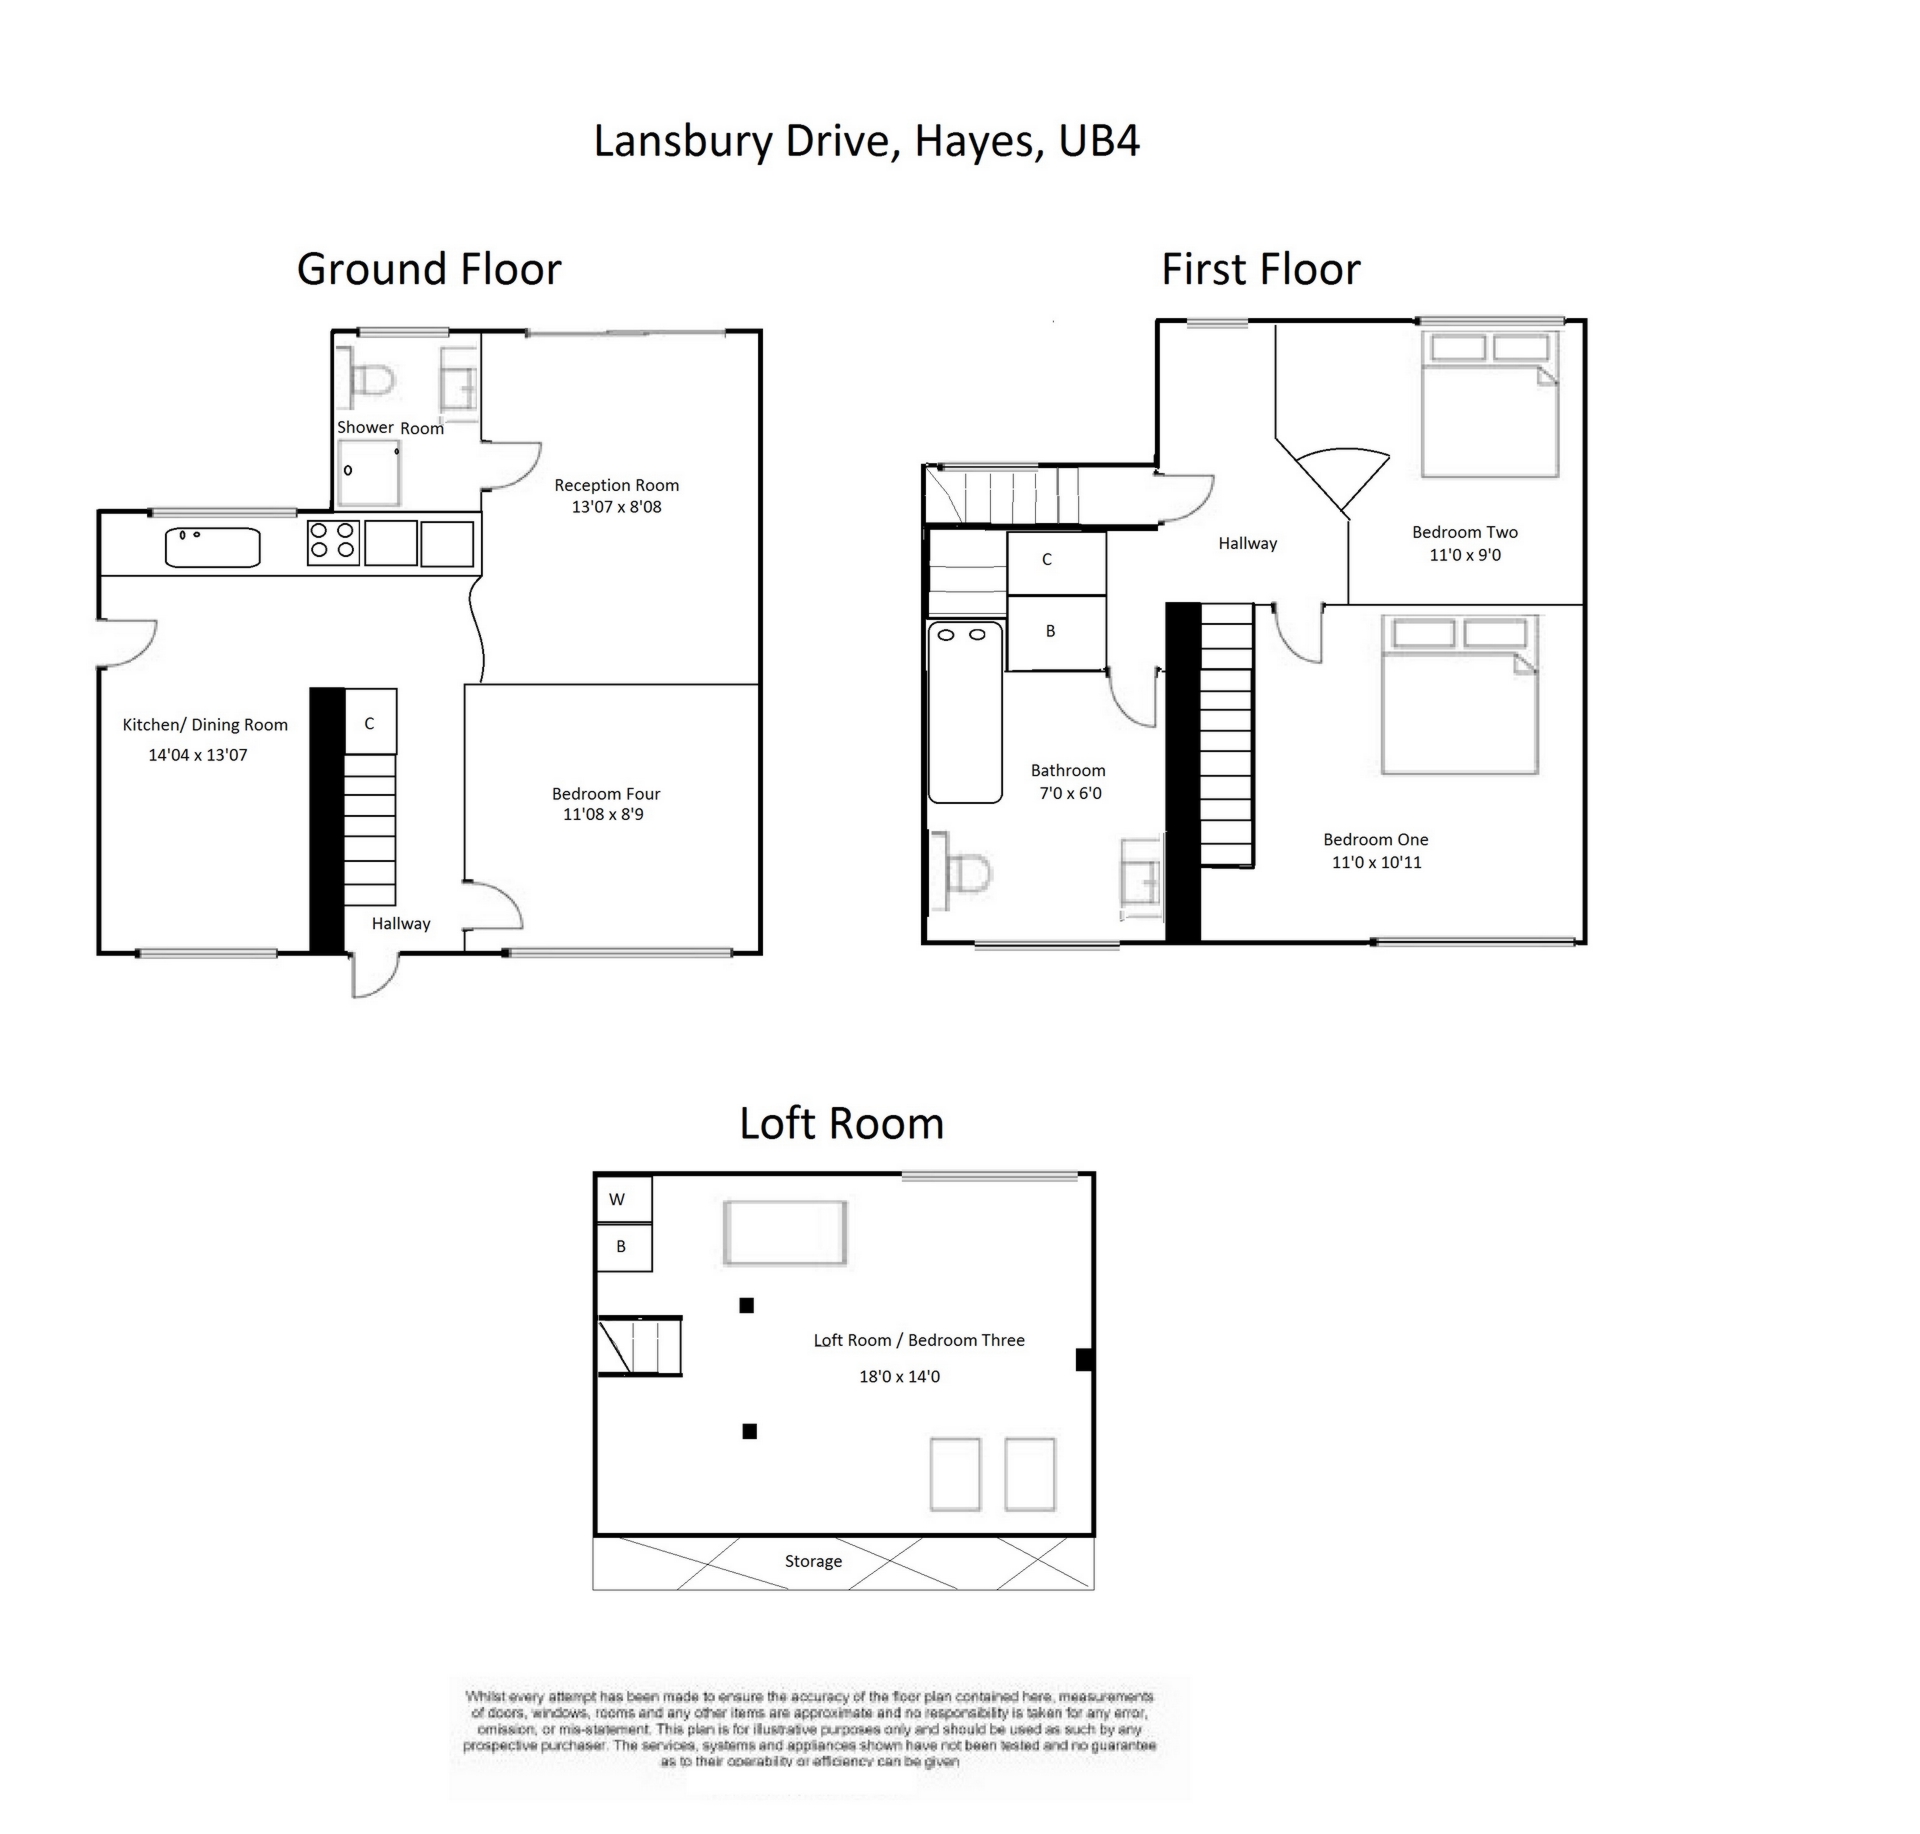 Lansbury Drive, Hayes, UB4
Ground Floor
Shower Room
Reception Room
13'07 x 8'08
Kitchen/ Dining Room
14'04 x 13'07
C
Bedroom Four
11'08 x 8'9
Hallway
First Floor
Hallway
Bedroom Two
11'0 x 9'0
C
B
Bathroom
7'0 x 6'0
Bedroom One
11'0 x 10'11
Loft Room
W
B
Loft Room / Bedroom Three
18'0 x 14'0
Storage
Whilst every attempt has been made to ensure the accuracy of the floor plan contained here, measurements
of doors, windows, rooms and any other items are approximate and no responsibility is taken for any error,
omission, or mis-statement. This plan is for illustrative purposes only and should be used as such by any
prospective purchaser. The services, systems and appliances shown have not been tested and no guarantee
as to their operability or efficiency can be given